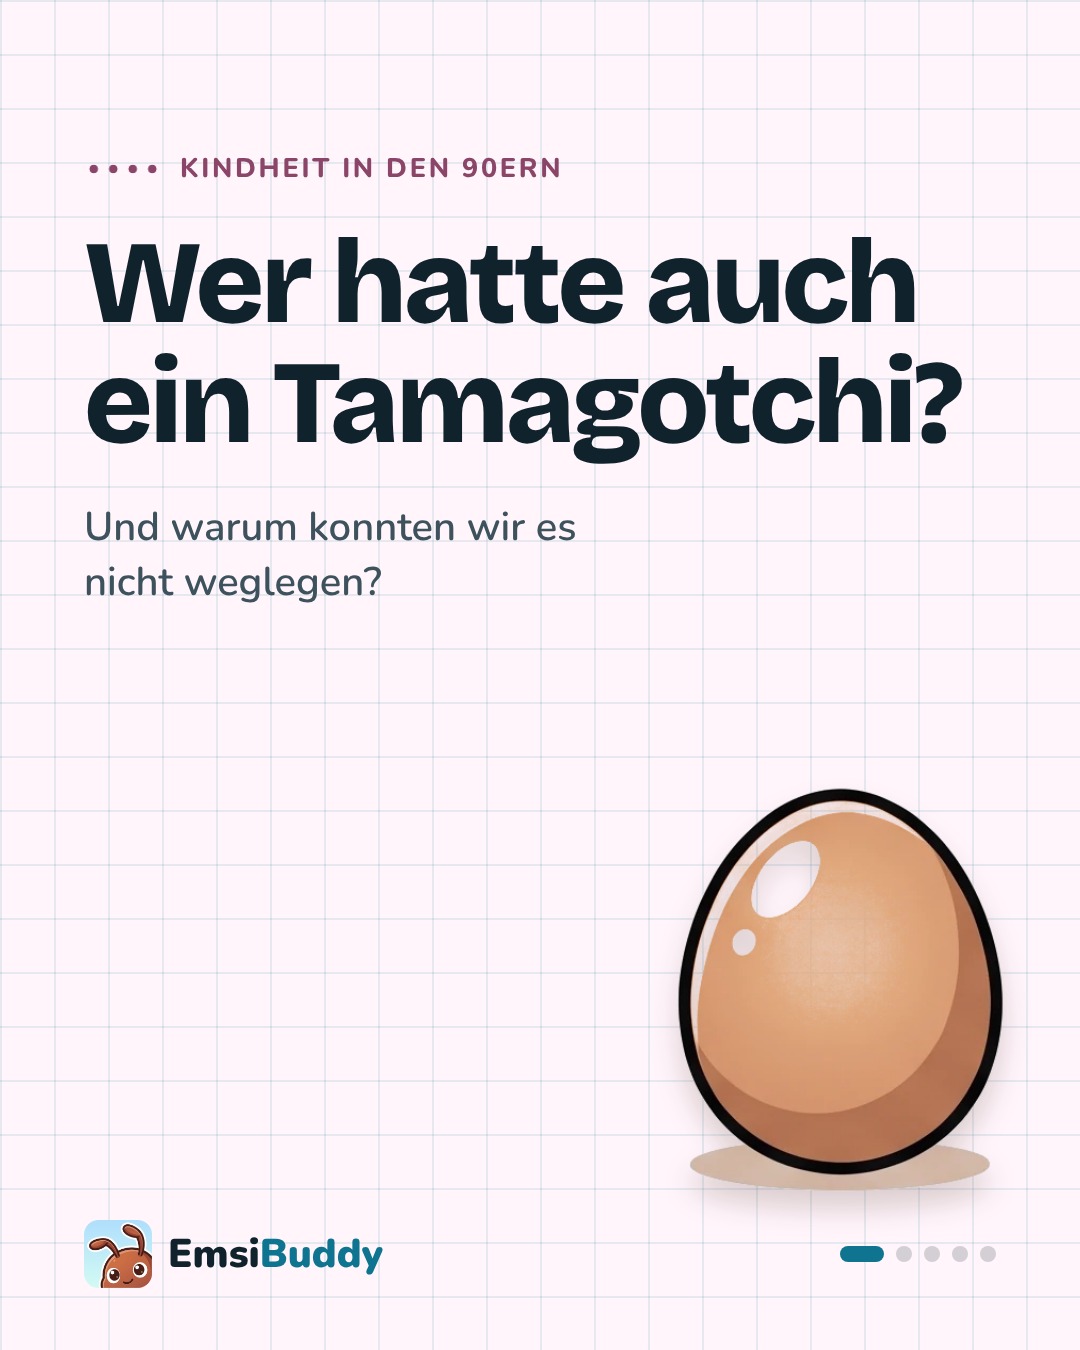 KINDHEIT IN DEN 90ERN
Wer hatte auch
ein Tamagotchi?
Und warum konnten wir es
nicht weglegen?
EmsiBuddy